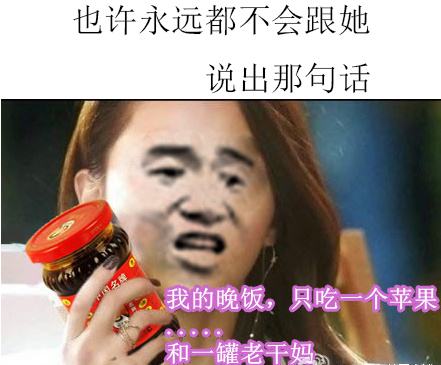 也许永远都不会跟她
说出那句话
我的晚饭，只吃一个苹果
.....
和一罐老干妈